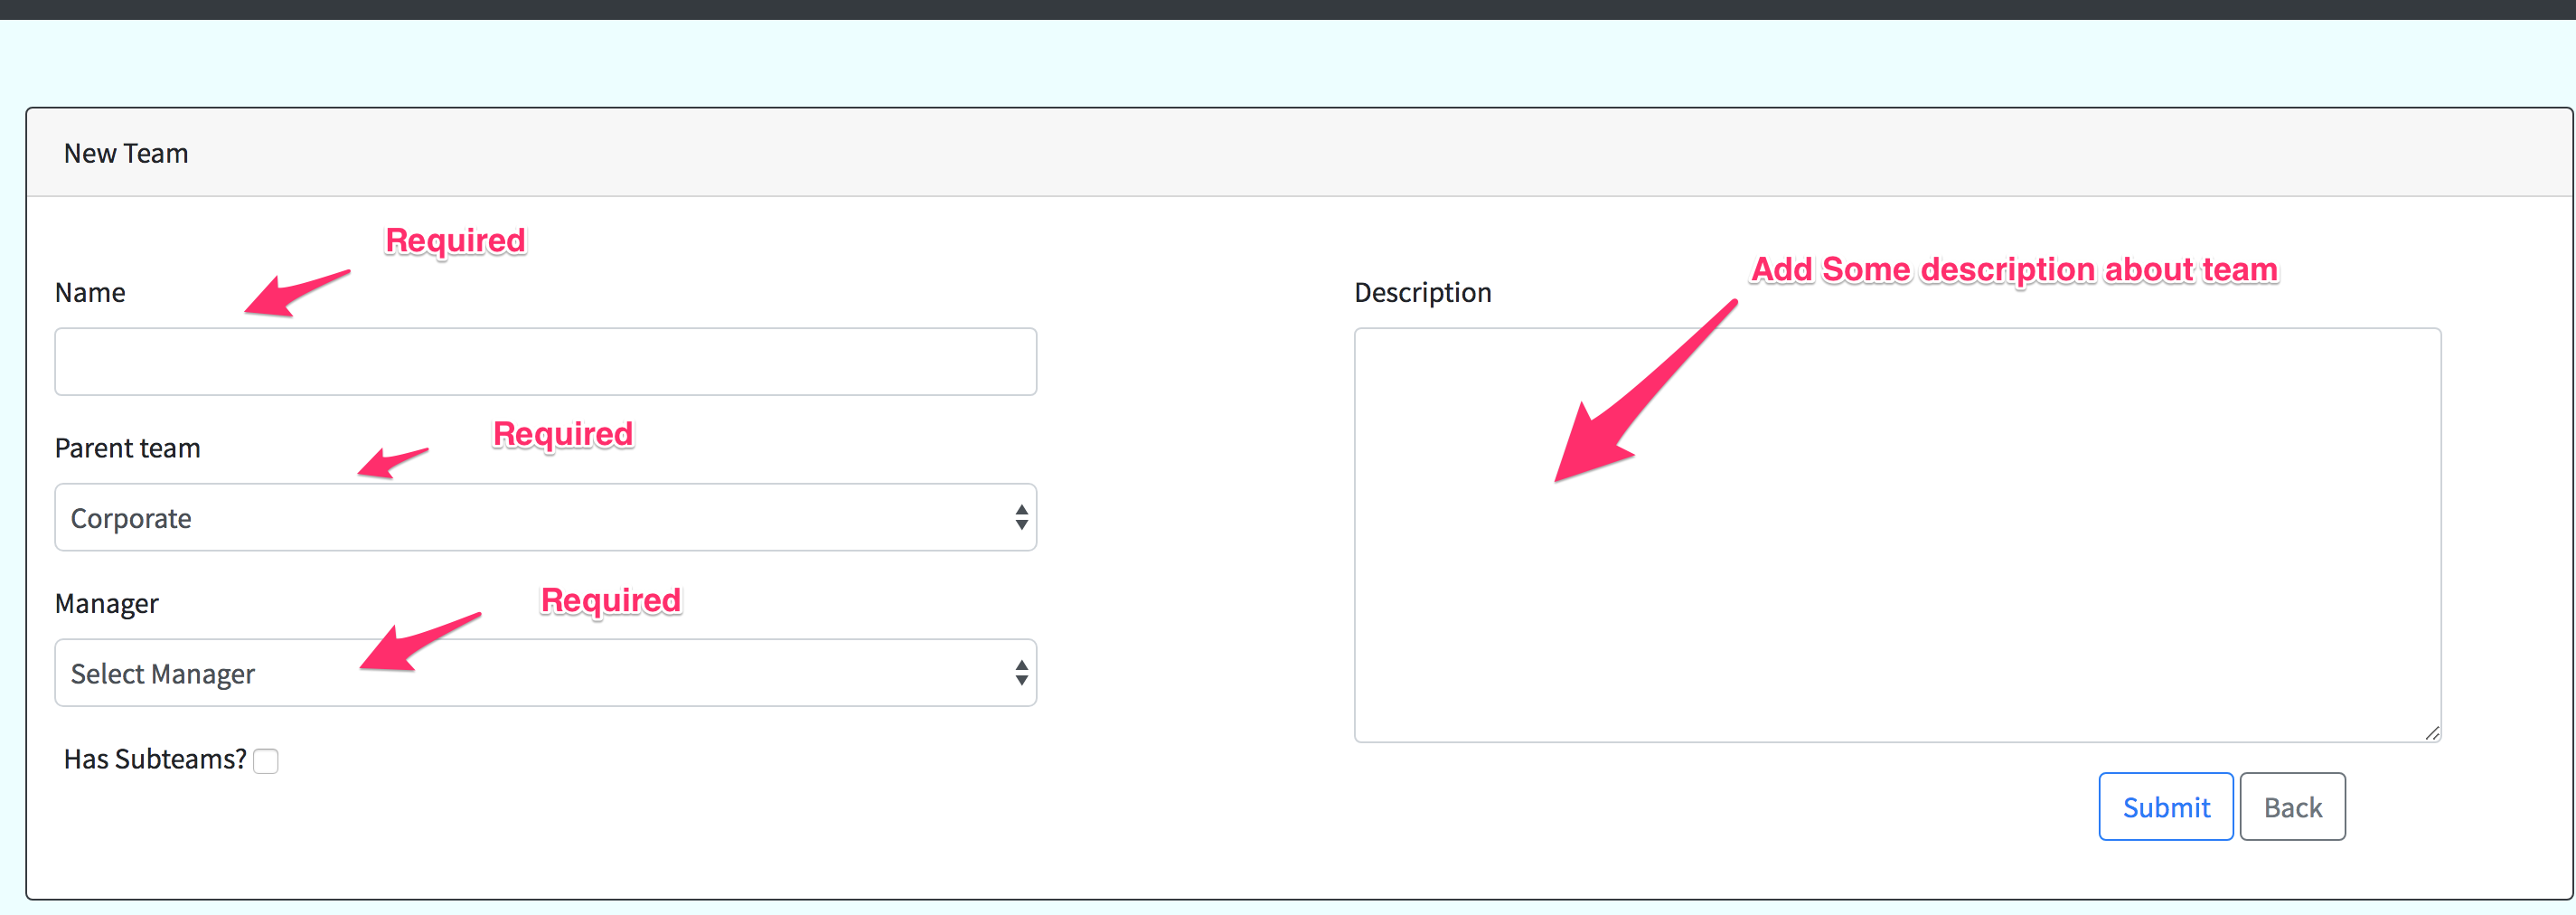 New Team
Required
Name
Required
Parent team
Corporate
Required
Manager
Select Manager
Has Subteams?
Add Some description about team
Description
Submit
Back